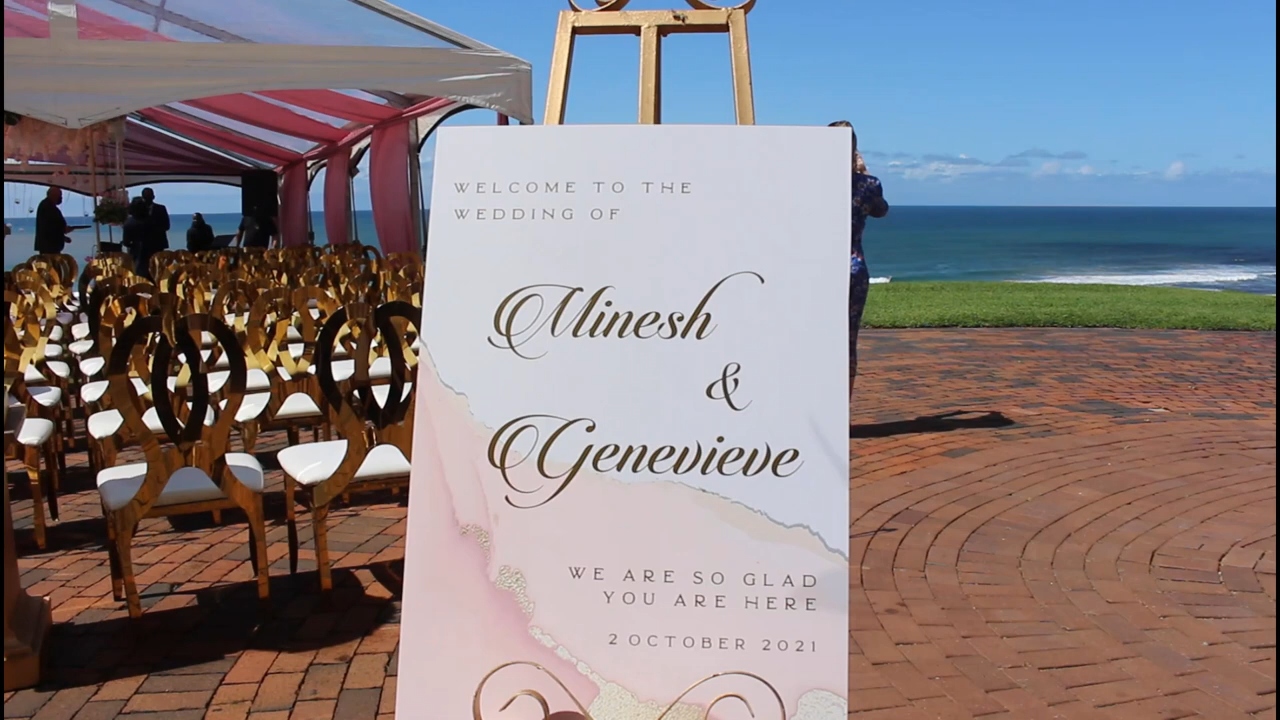 WELCOME TO THE
WEDDING OF
Minesh
&
Genevieve
WE ARE SO GLAD
YOU ARE HERE
2 OCTOBER 2021